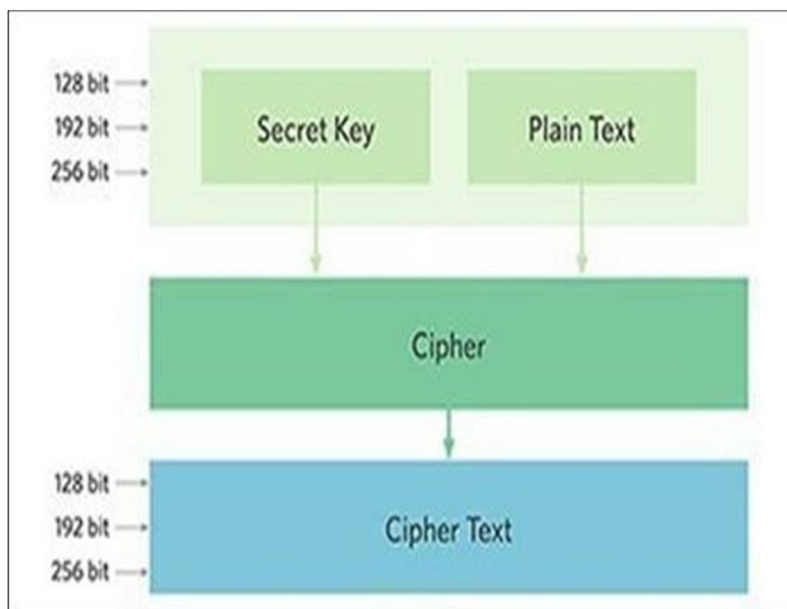 128 bit
192 bit
256 bit
Secret Key
Plain Text
Cipher
128 bit
192 bit
256 bit
Cipher Text